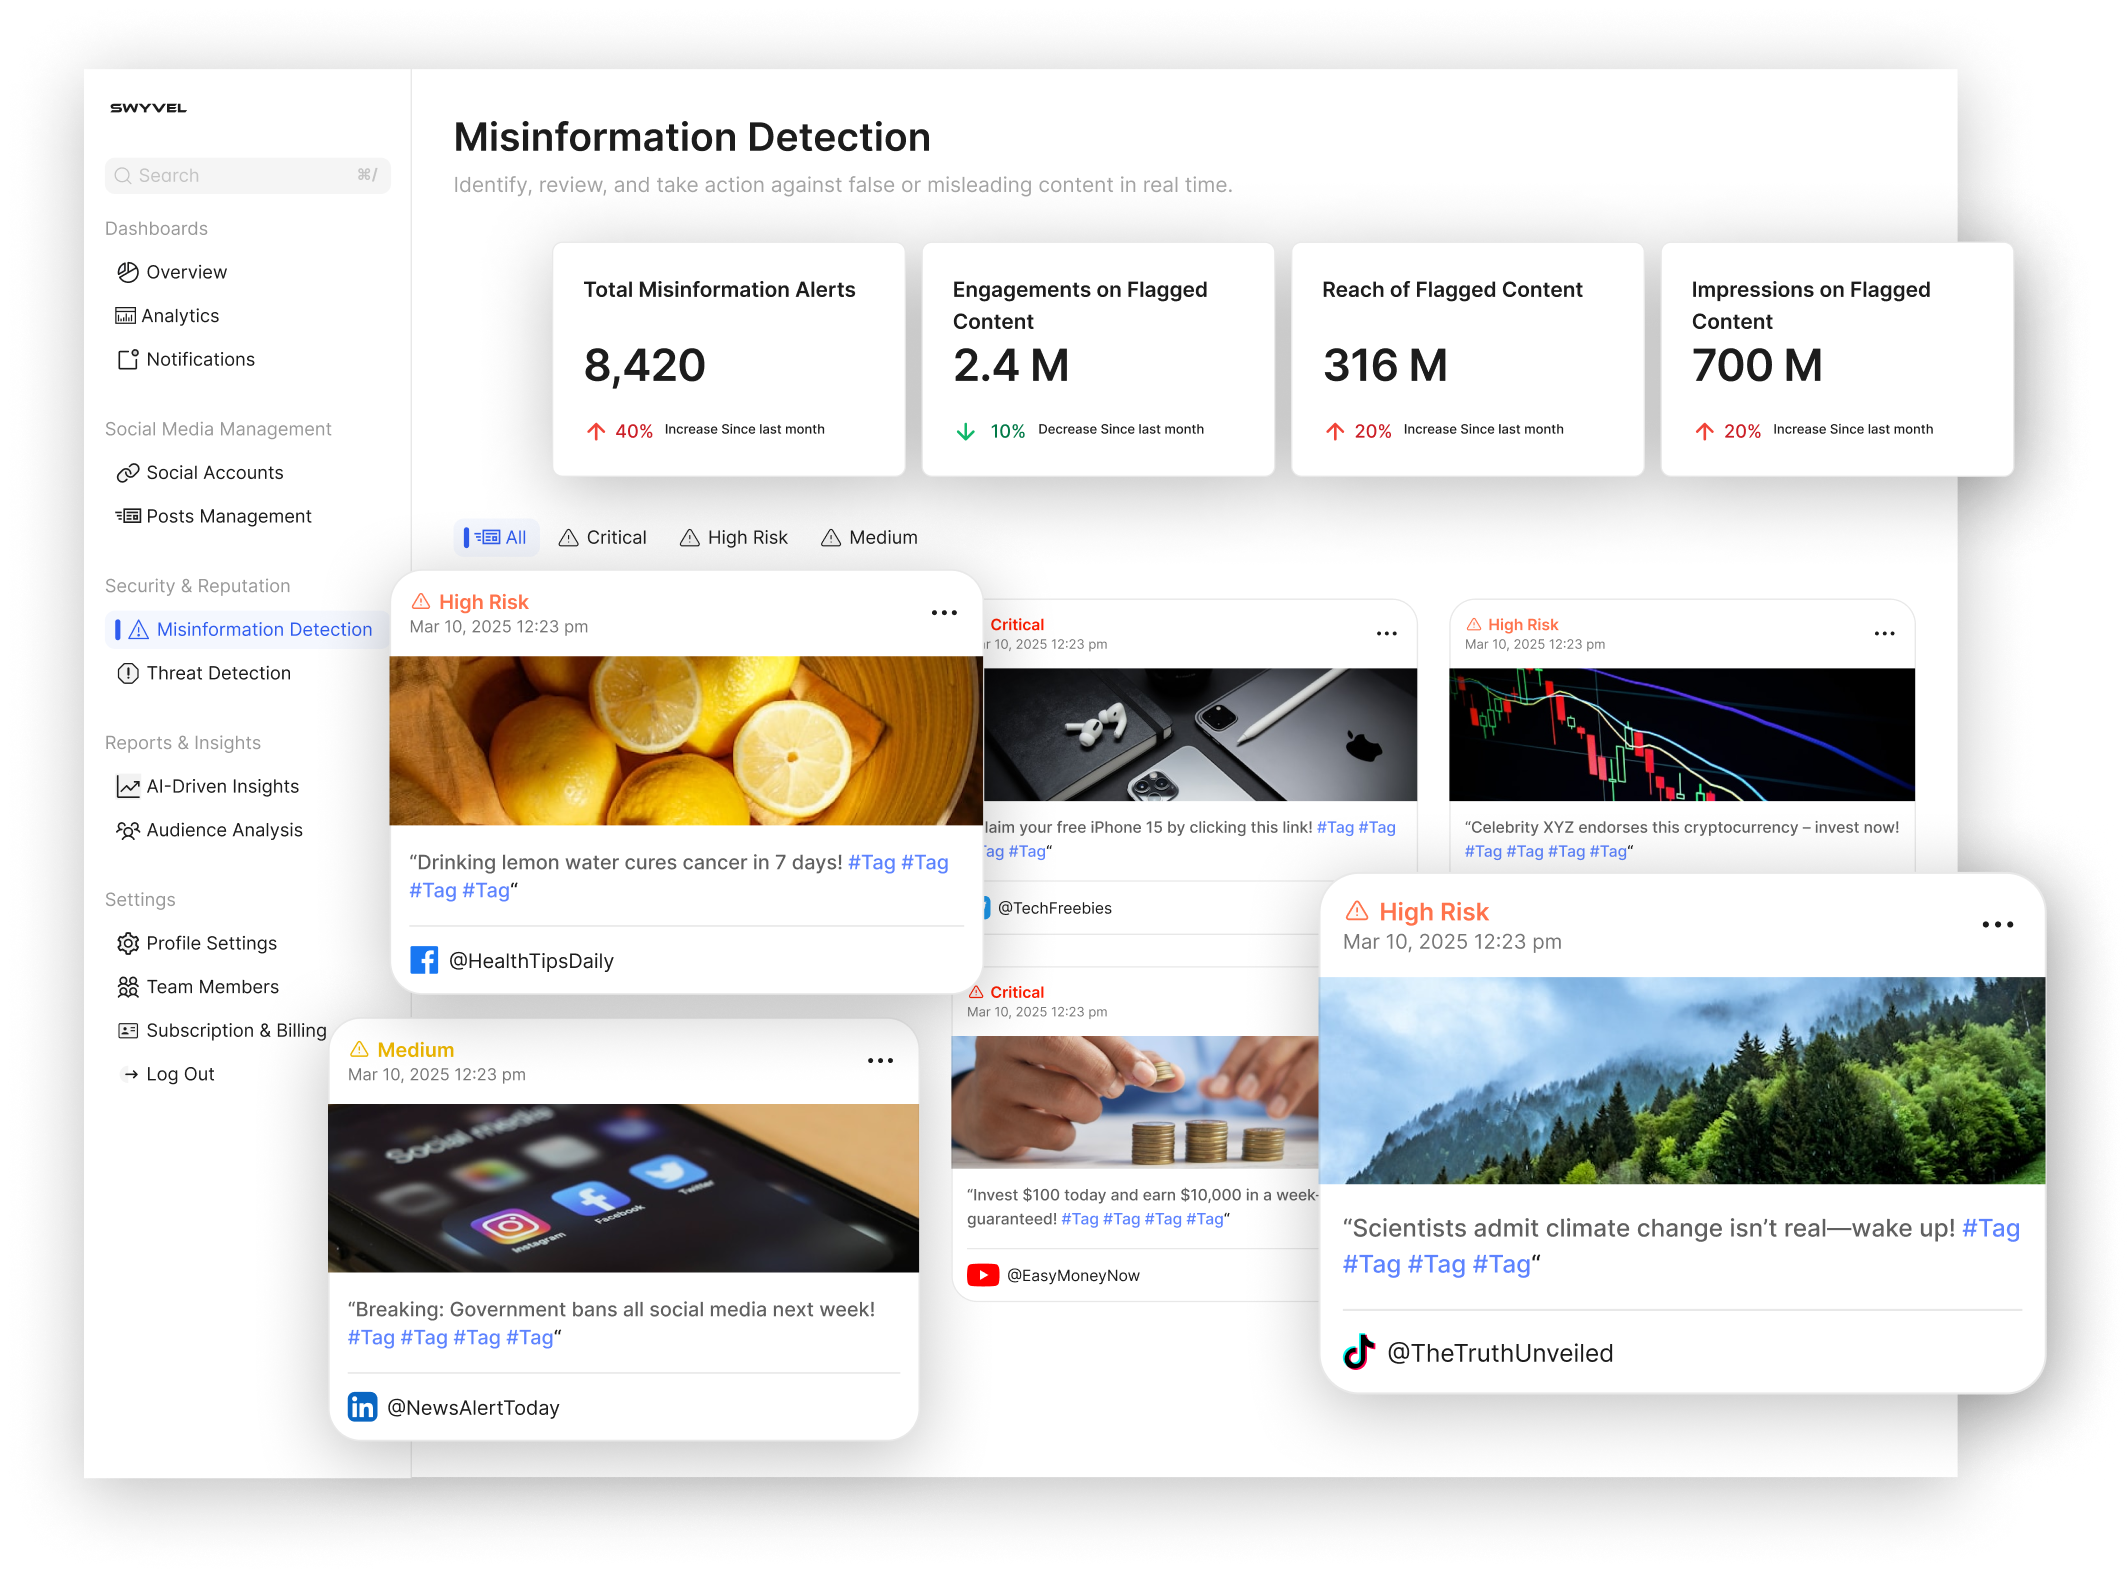 SWYVEL
Search ⌘/
Dashboards
Overview
Analytics
Notifications
Social Media Management
Social Accounts
Posts Management
Security & Reputation
Misinformation Detection
Threat Detection
Reports & Insights
AI-Driven Insights
Audience Analysis
Settings
Profile Settings
Team Members
Subscription & Billing
Log Out
Misinformation Detection
Identify, review, and take action against false or misleading content in real time.
Total Misinformation Alerts
8,420
40% Increase Since last month
Engagements on Flagged
Content
2.4 M
10% Decrease Since last month
Reach of Flagged Content
316 M
20% Increase Since last month
Impressions on Flagged
Content
700 M
20% Increase Since last month
All Critical High Risk Medium
High Risk
Mar 10, 2025 12:23 pm
“Drinking lemon water cures cancer in 7 days! #Tag #Tag
#Tag #Tag“
@HealthTipsDaily
Critical
ar 10, 2025 12:23 pm
laim your free iPhone 15 by clicking this link! #Tag #Tag
ag #Tag“
@TechFreebies
High Risk
Mar 10, 2025 12:23 pm
“Celebrity XYZ endorses this cryptocurrency – invest now!
#Tag #Tag #Tag #Tag“
Medium
Mar 10, 2025 12:23 pm
Social media
Instagram
Facebook
Twitter
“Breaking: Government bans all social media next week!
#Tag #Tag #Tag #Tag“
in
@NewsAlertToday
Critical
Mar 10, 2025 12:23 pm
“Invest $100 today and earn $10,000 in a week-
guaranteed! #Tag #Tag #Tag #Tag“
@EasyMoneyNow
High Risk
Mar 10, 2025 12:23 pm
“Scientists admit climate change isn’t real—wake up! #Tag
#Tag #Tag #Tag“
@TheTruthUnveiled